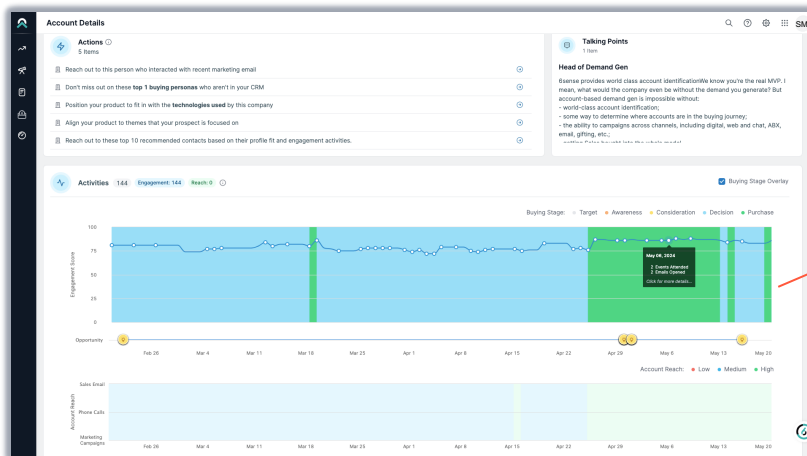 Account Details
SM
Actions
5 Items
Reach out to this person who interacted with recent marketing email
Don't miss out on these top 1 buying personas who aren't in your CRM
Position your product to fit in with the technologies used by this company
Align your product to themes that your prospect is focused on
Reach out to these top 10 recommended contacts based on their profile fit and engagement activities.
Talking Points
1 Item
Head of Demand Gen
6sense provides world class account identificationWe know you're the real MVP. I
mean, what would the company even be without the demand you generate? But
account-based demand gen is impossible without:
- world-class account identification;
- some way to determine where accounts are in the buying journey;
- the ability to campaigns across channels, including digital, web and chat, ABX,
email, gifting, etc.;
Activities 144 Engagement: 144 Reach: 0
Buying Stage Overlay
Buying Stage: Target Awareness Consideration Decision Purchase
Engagement Score
100
75
50
25
0
May 06, 2024
2 Events Attended
2 Emails Opened
Click for more details...
Opportunity
Feb 26 Mar 4 Mar 11 Mar 18 Mar 25 Apr 1 Apr 8 Apr 15 Apr 22 Apr 29 May 6 May 13 May 20
Account Reach: Low Medium High
Account Reach
Sales Email
Phone Calls
Marketing
Campaigns
Feb 26 Mar 4 Mar 11 Mar 18 Mar 25 Apr 1 Apr 8 Apr 15 Apr 22 Apr 29 May 6 May 13 May 20